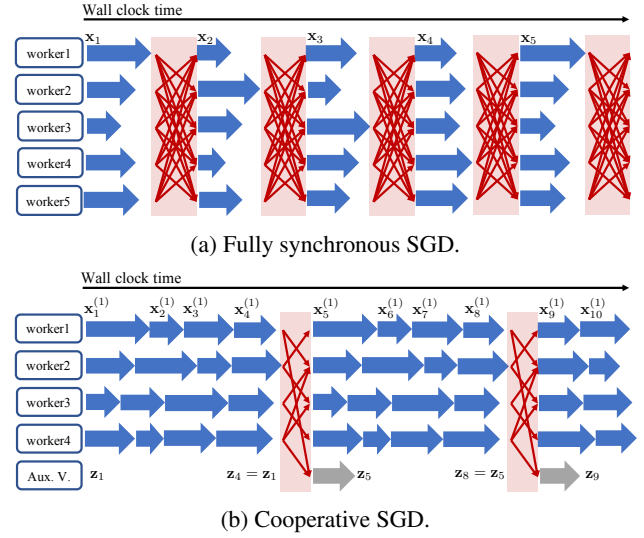 Wall clock time
x₁ x₂ x₃ x₄ x₅
worker1
worker2
worker3
worker4
worker5
(a) Fully synchronous SGD.
Wall clock time
x₁⁽¹⁾ x₂⁽¹⁾ x₃⁽¹⁾ x₄⁽¹⁾ x₅⁽¹⁾ x₆⁽¹⁾ x₇⁽¹⁾ x₈⁽¹⁾ x₉⁽¹⁾ x₁₀⁽¹⁾
worker1
worker2
worker3
worker4
Aux. V. z₁ z₄ = z₁ z₅ z₈ = z₅ z₉
(b) Cooperative SGD.